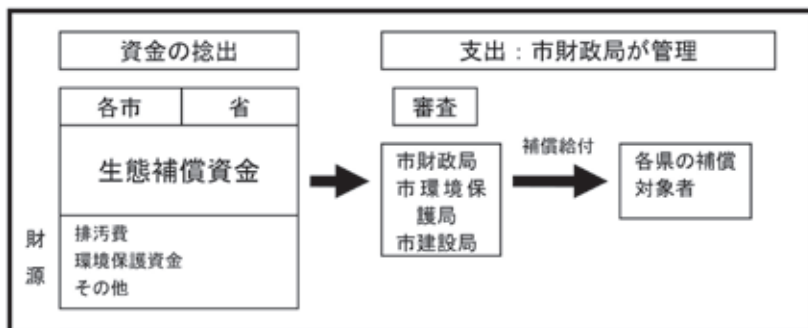 資金の捻出
支出：市財政局が管理
各市
省
審査
生態補償資金
市財政局
市環境保
護局
市建設局
補償給付
各県の補償
対象者
財
源
排汚費
環境保護資金
その他